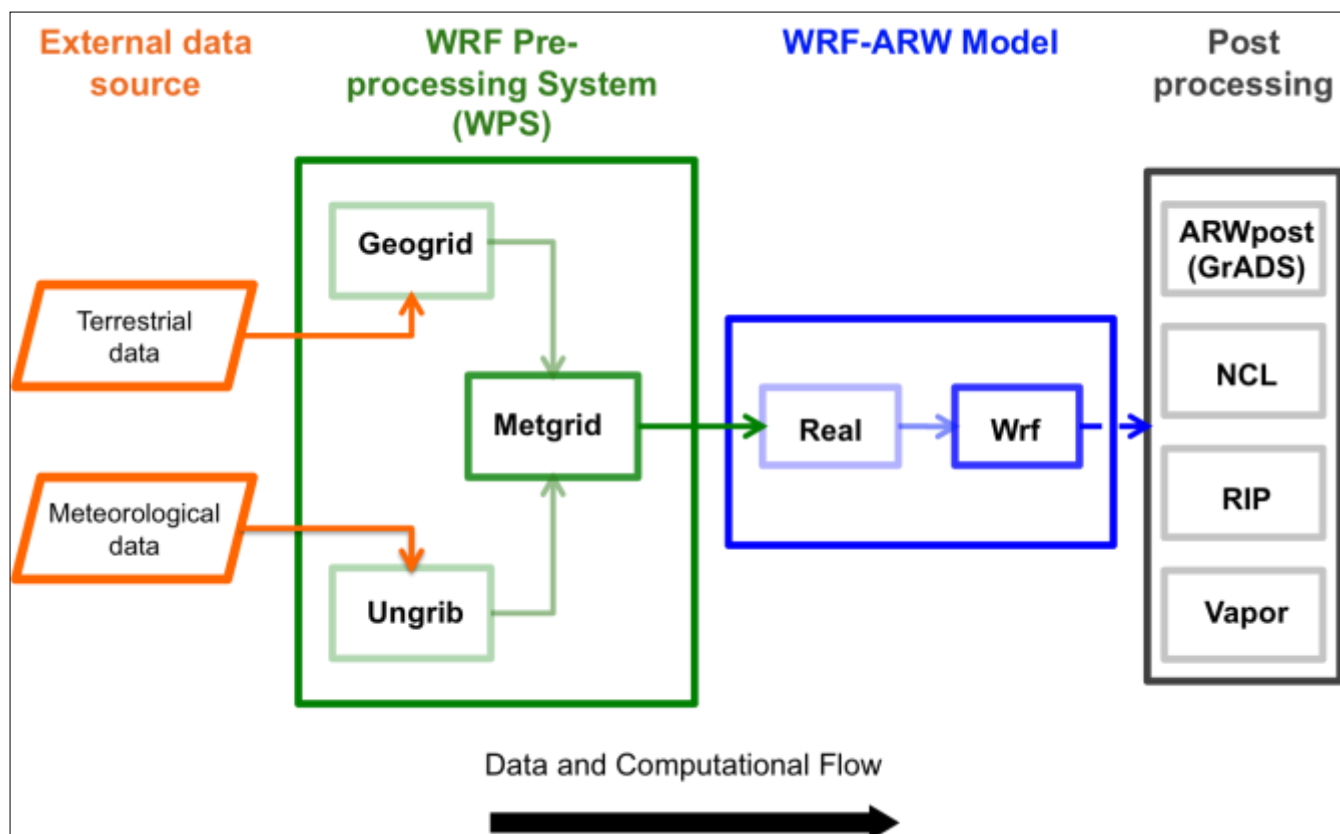 External data
source
WRF Pre-
processing System
(WPS)
WRF-ARW Model
Post
processing
Geogrid
Terrestrial
data
Metgrid
Meteorological
data
Ungrib
Real
Wrf
ARWpost
(GrADS)
NCL
RIP
Vapor
Data and Computational Flow